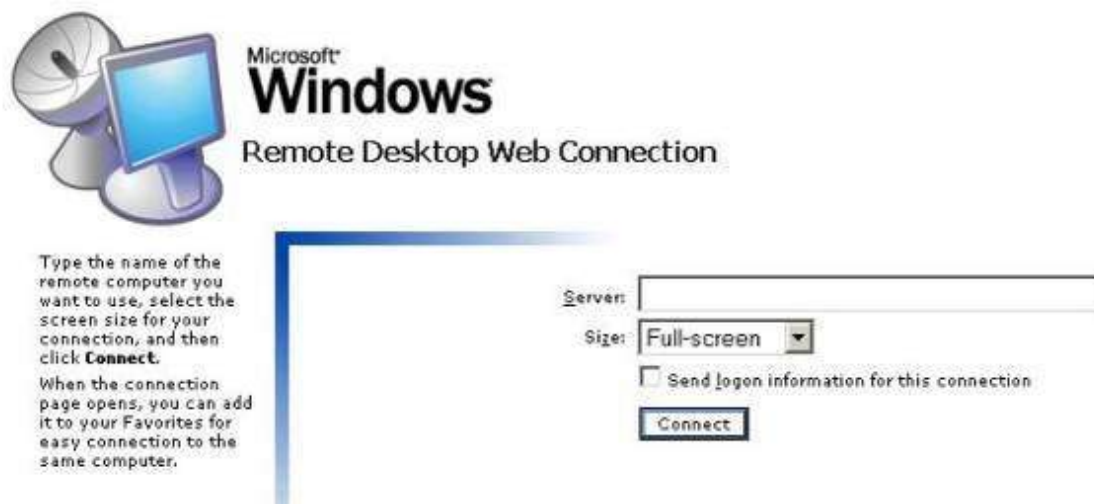 Microsoft®
Windows
Remote Desktop Web Connection
Type the name of the
remote computer you
want to use, select the
screen size for your
connection, and then
click Connect.
When the connection
page opens, you can add
it to your Favorites for
easy connection to the
same computer.
Server:
Size: Full-screen
Send logon information for this connection
Connect